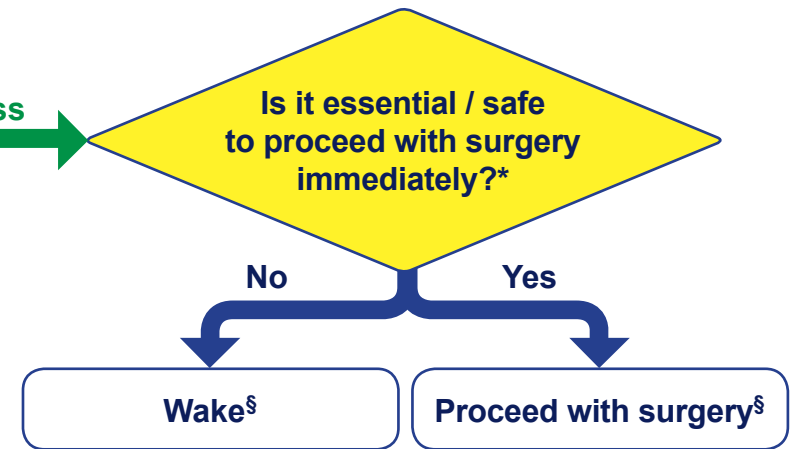 ss
Is it essential / safe
to proceed with surgery
immediately?*
No Yes
Wake§ Proceed with surgery§